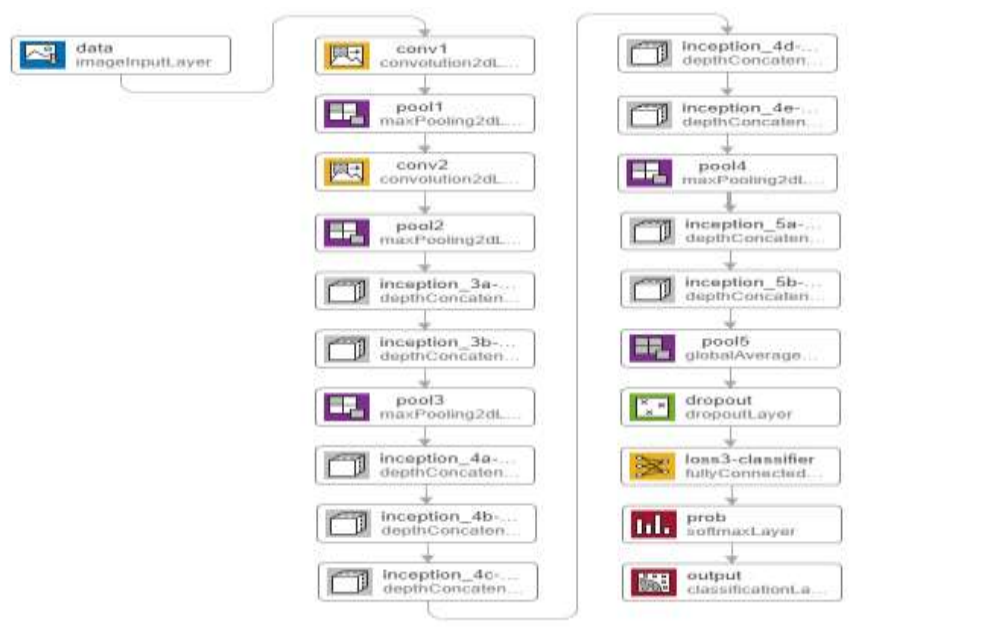 data
imageInputLayer
conv1
convolution2dL...
pool1
maxPooling2dL...
conv2
convolution2dL...
pool2
maxPooling2dL...
inception_3a-...
depthConcaten...
inception_3b-...
depthConcaten...
pool3
maxPooling2dL...
inception_4a-...
depthConcaten...
inception_4b-...
depthConcaten...
inception_4c-...
depthConcaten...
inception_4d-...
depthConcaten...
inception_4e-...
depthConcaten...
pool4
maxPooling2dL...
inception_5a-...
depthConcaten...
inception_5b-...
depthConcaten...
pool5
globalAverage...
dropout
dropoutLayer
loss3-classifier
fullyConnected...
prob
softmaxLayer
output
classificationLa...